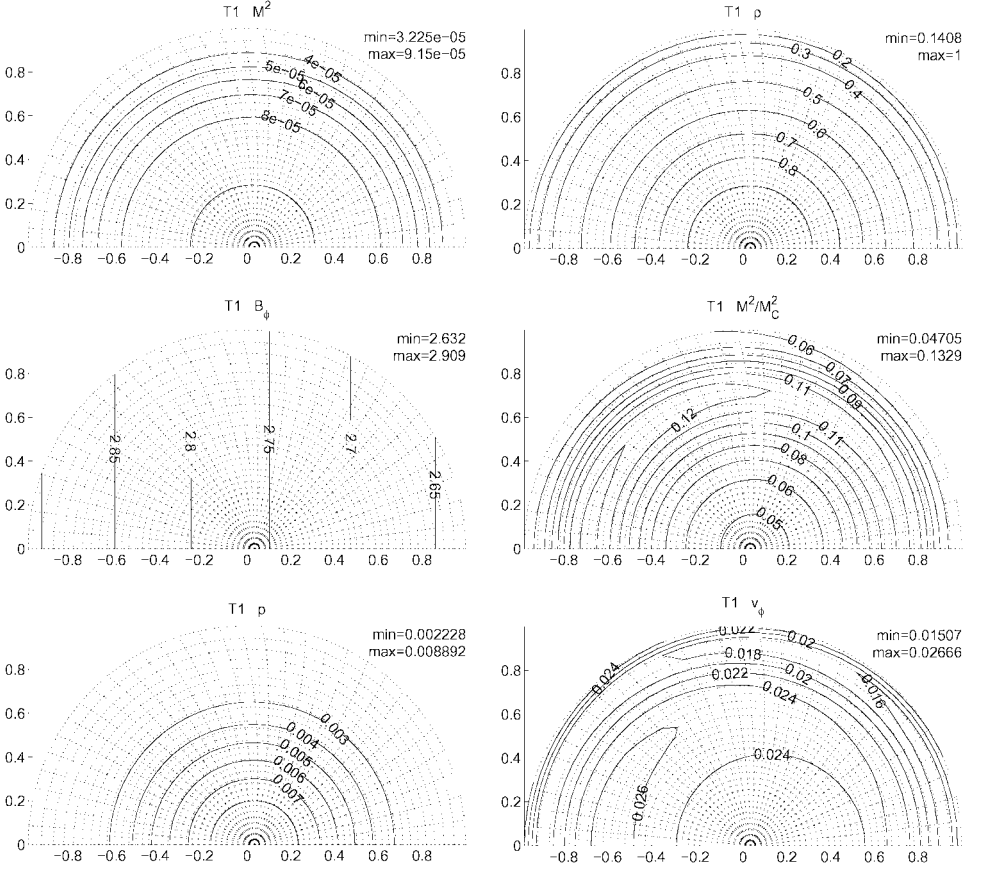 T1 M²
min=3.225e−05
max=9.15e−05
4e−05
5e−05
6e−05
7e−05
8e−05
0.8
0.6
0.4
0.2
0
−0.8 −0.6 −0.4 −0.2 0 0.2 0.4 0.6 0.8
T1 ρ
min=0.1408
max=1
0.2
0.3
0.4
0.5
0.6
0.7
0.8
0.8
0.6
0.4
0.2
0
−0.8 −0.6 −0.4 −0.2 0 0.2 0.4 0.6 0.8
T1 Bϕ
min=2.632
max=2.909
2.85
2.8
2.75
2.7
2.65
0.8
0.6
0.4
0.2
0
−0.8 −0.6 −0.4 −0.2 0 0.2 0.4 0.6 0.8
T1 M²/M²C
min=0.04705
max=0.1329
0.06
0.07
0.09
0.11
0.12
0.11
0.1
0.08
0.06
0.05
0.8
0.6
0.4
0.2
0
−0.8 −0.6 −0.4 −0.2 0 0.2 0.4 0.6 0.8
T1 p
min=0.002228
max=0.008892
0.003
0.004
0.005
0.006
0.007
0.8
0.6
0.4
0.2
0
−0.8 −0.6 −0.4 −0.2 0 0.2 0.4 0.6 0.8
T1 vϕ
min=0.01507
max=0.02666
0.022
0.02
0.018
0.024
0.022
0.02
0.016
0.024
0.024
0.026
0.8
0.6
0.4
0.2
0
−0.8 −0.6 −0.4 −0.2 0 0.2 0.4 0.6 0.8